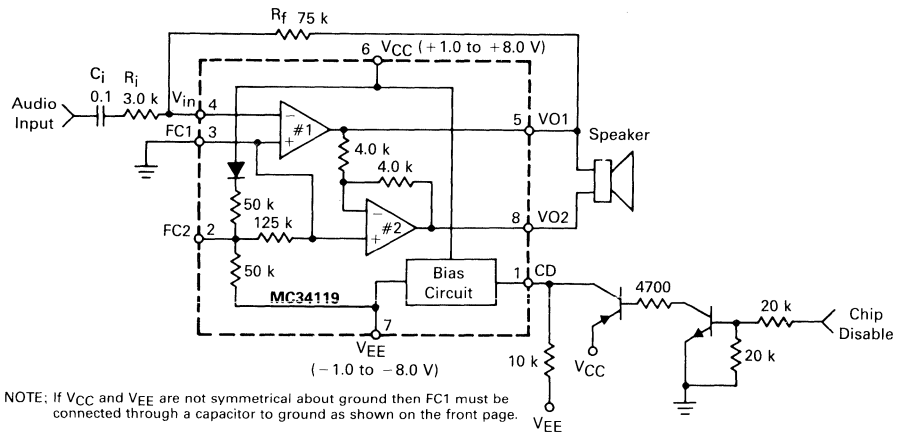 Rf 75 k
6 VCC (+1.0 to +8.0 V)
Ci
0.1
Ri
3.0 k
Audio
Input
Vin
4
FC1
3
−
+
#1
5
VO1
Speaker
4.0 k
4.0 k
50 k
125 k
FC2
2
−
+
#2
8
VO2
50 k
MC34119
Bias
Circuit
1
CD
4700
20 k
Chip
Disable
7
VEE
(−1.0 to −8.0 V)
10 k
VCC
20 k
VEE
NOTE; If VCC and VEE are not symmetrical about ground then FC1 must be
connected through a capacitor to ground as shown on the front page.